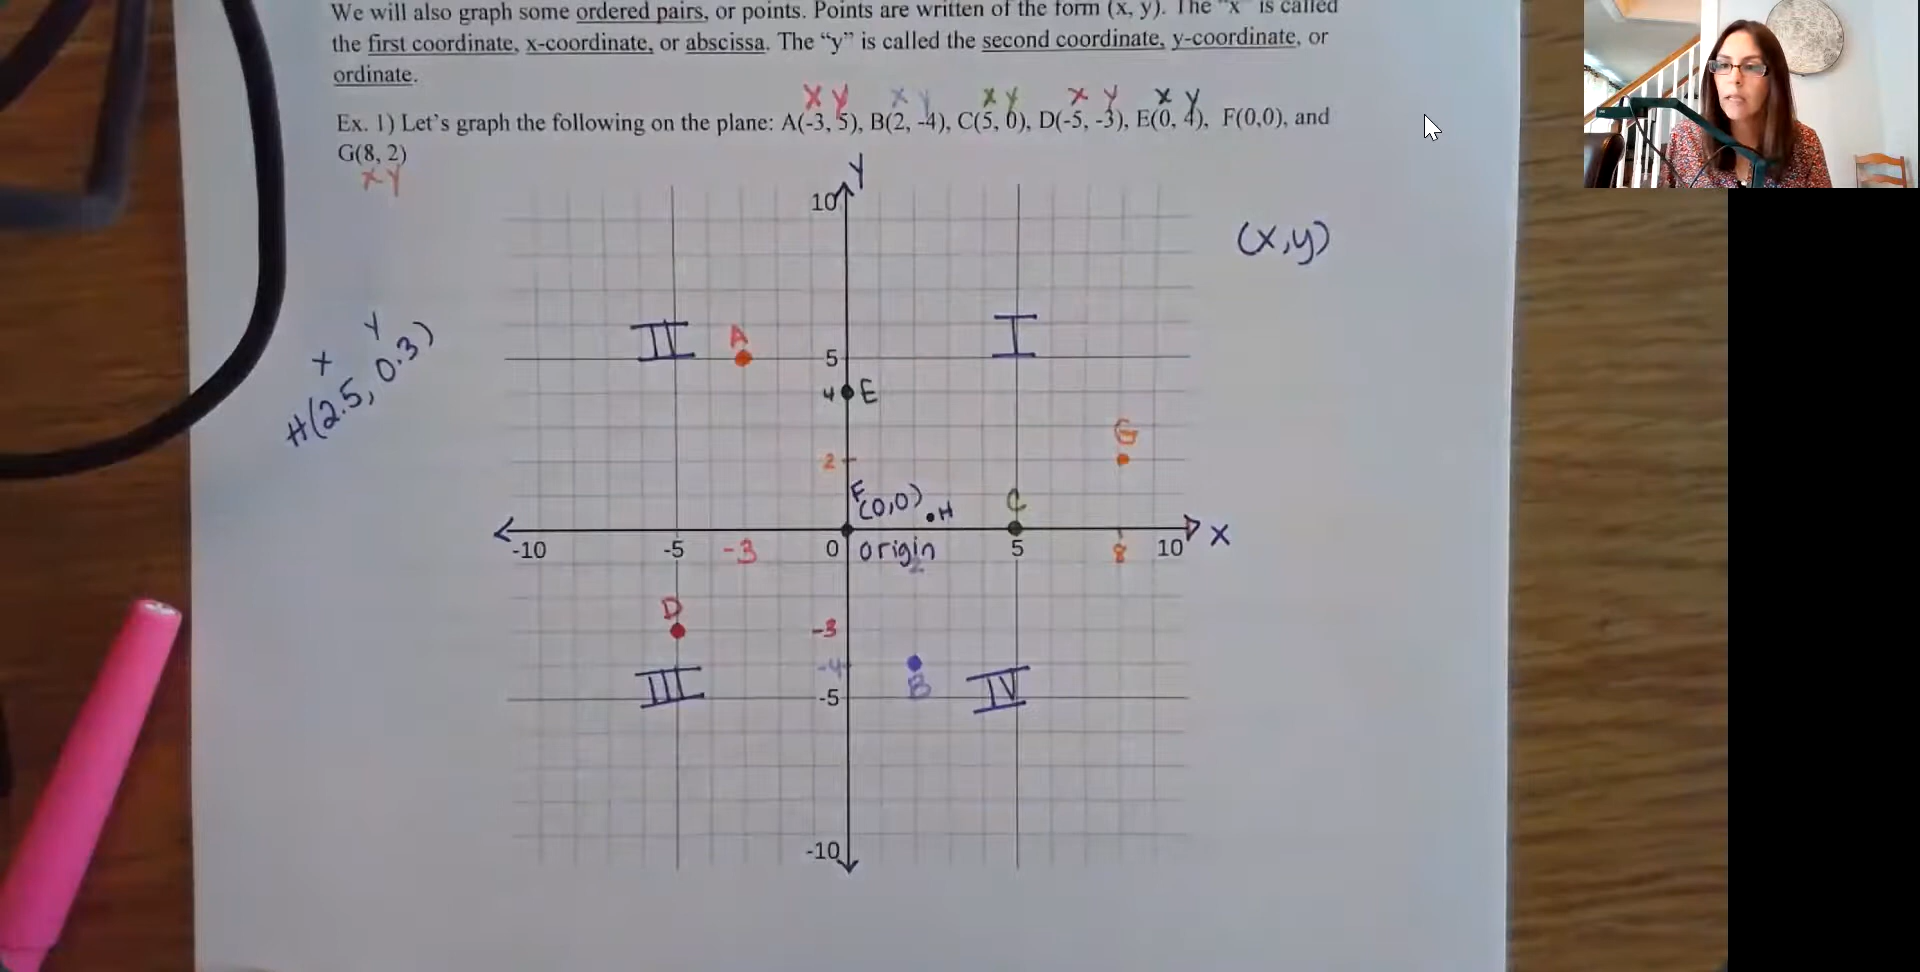 We will also graph some ordered pairs, or points. Points are written of the form (x, y). The "x" is called
the first coordinate, x-coordinate, or abscissa. The “y” is called the second coordinate, y-coordinate, or
ordinate.
X Y X Y X Y X Y X Y
Ex. 1) Let’s graph the following on the plane: A(-3, 5), B(2, -4), C(5, 0), D(-5, -3), E(0, 4), F(0,0), and
G(8, 2)
X Y
Y
10
(x,y)
II
A
I
5
X Y
H(2.5, 0.3)
4 E
G
2
F(0,0)
H
C
X
-10
-5
-3
0
origin
2
5
8
10
D
-3
-4
B
III
IV
-5
-10